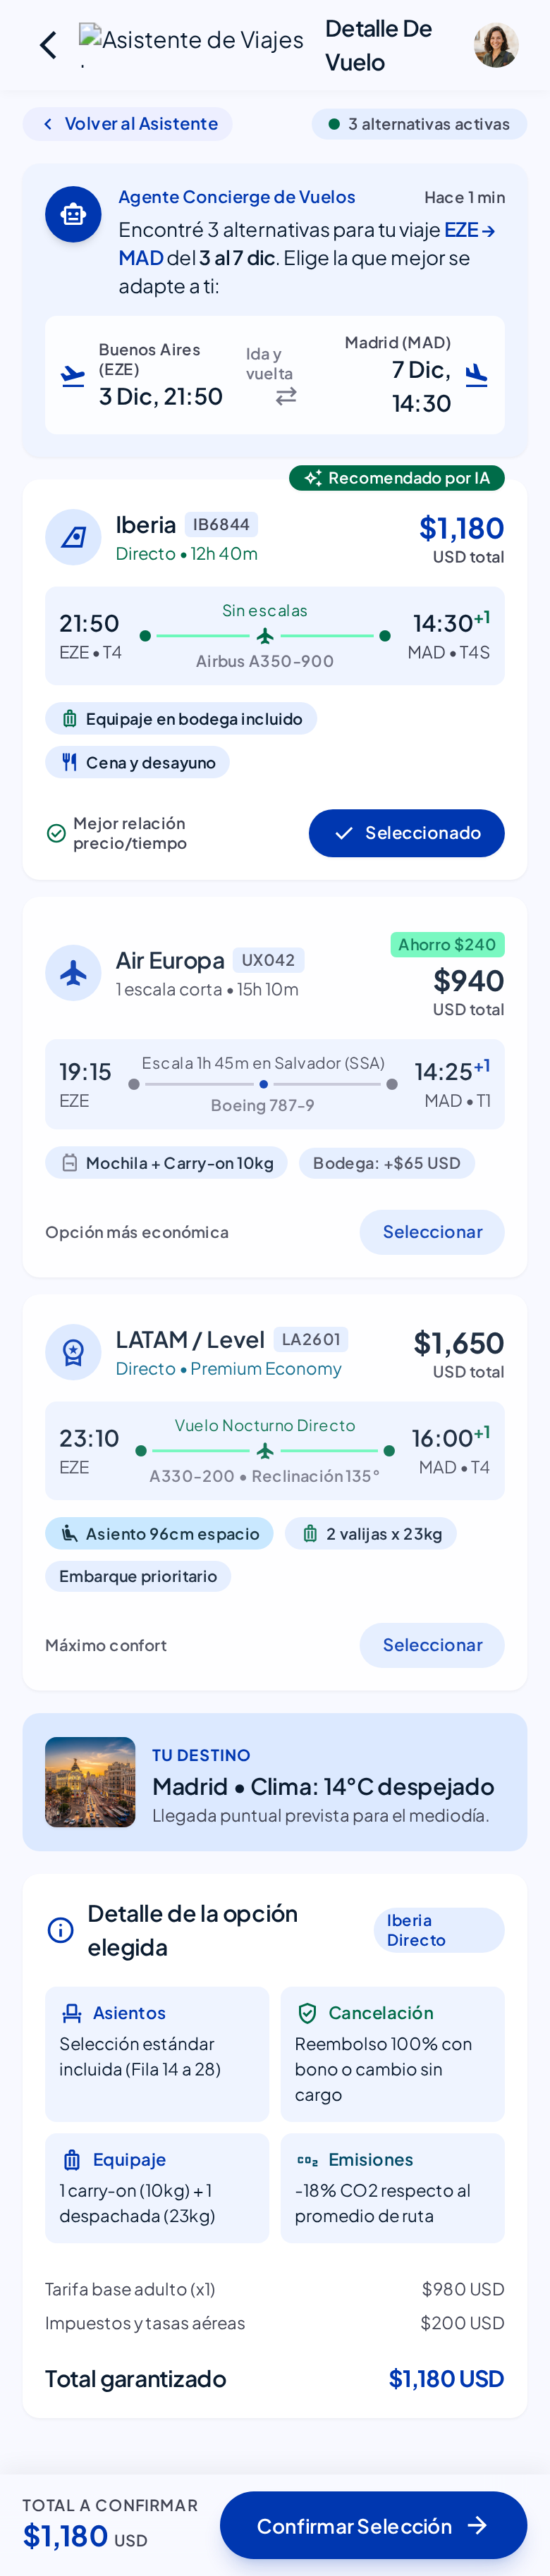 Asistente de Viajes
.
Detalle De
Vuelo
Volver al Asistente
3 alternativas activas
Agente Concierge de Vuelos
Hace 1 min
Encontré 3 alternativas para tu viaje EZE →
MAD del 3 al 7 dic. Elige la que mejor se
adapte a ti:
Buenos Aires
(EZE)
3 Dic, 21:50
Ida y
vuelta
Madrid (MAD)
7 Dic,
14:30
Recomendado por IA
Iberia IB6844
Directo • 12h 40m
$1,180
USD total
21:50
EZE • T4
Sin escalas
Airbus A350-900
14:30+1
MAD • T4S
Equipaje en bodega incluido
Cena y desayuno
Mejor relación
precio/tiempo
Seleccionado
Air Europa UX042
1 escala corta • 15h 10m
Ahorro $240
$940
USD total
19:15
EZE
Escala 1h 45m en Salvador (SSA)
Boeing 787-9
14:25+1
MAD • T1
Mochila + Carry-on 10kg
Bodega: +$65 USD
Opción más económica
Seleccionar
LATAM / Level LA2601
Directo • Premium Economy
$1,650
USD total
23:10
EZE
Vuelo Nocturno Directo
A330-200 • Reclinación 135°
16:00+1
MAD • T4
Asiento 96cm espacio
2 valijas x 23kg
Embarque prioritario
Máximo confort
Seleccionar
TU DESTINO
Madrid • Clima: 14°C despejado
Llegada puntual prevista para el mediodía.
Detalle de la opción
elegida
Iberia
Directo
Asientos
Selección estándar
incluida (Fila 14 a 28)
Cancelación
Reembolso 100% con
bono o cambio sin
cargo
Equipaje
1 carry-on (10kg) + 1
despachada (23kg)
CO2 Emisiones
-18% CO2 respecto al
promedio de ruta
Tarifa base adulto (x1)
$980 USD
Impuestos y tasas aéreas
$200 USD
Total garantizado
$1,180 USD
TOTAL A CONFIRMAR
$1,180 USD
Confirmar Selección